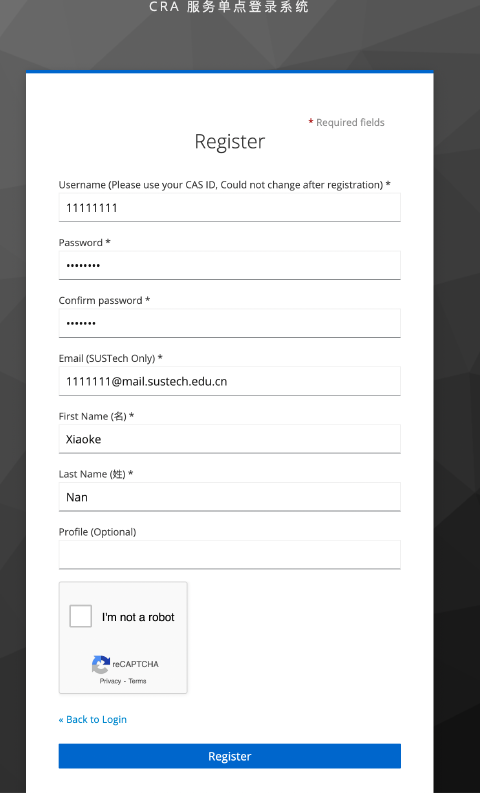 CRA 服务单点登录系统
* Required fields
Register
Username (Please use your CAS ID, Could not change after registration) *
11111111
Password *
••••••••
Confirm password *
•••••••
Email (SUSTech Only) *
1111111@mail.sustech.edu.cn
First Name (名) *
Xiaoke
Last Name (姓) *
Nan
Profile (Optional)
I'm not a robot
reCAPTCHA
Privacy - Terms
« Back to Login
Register